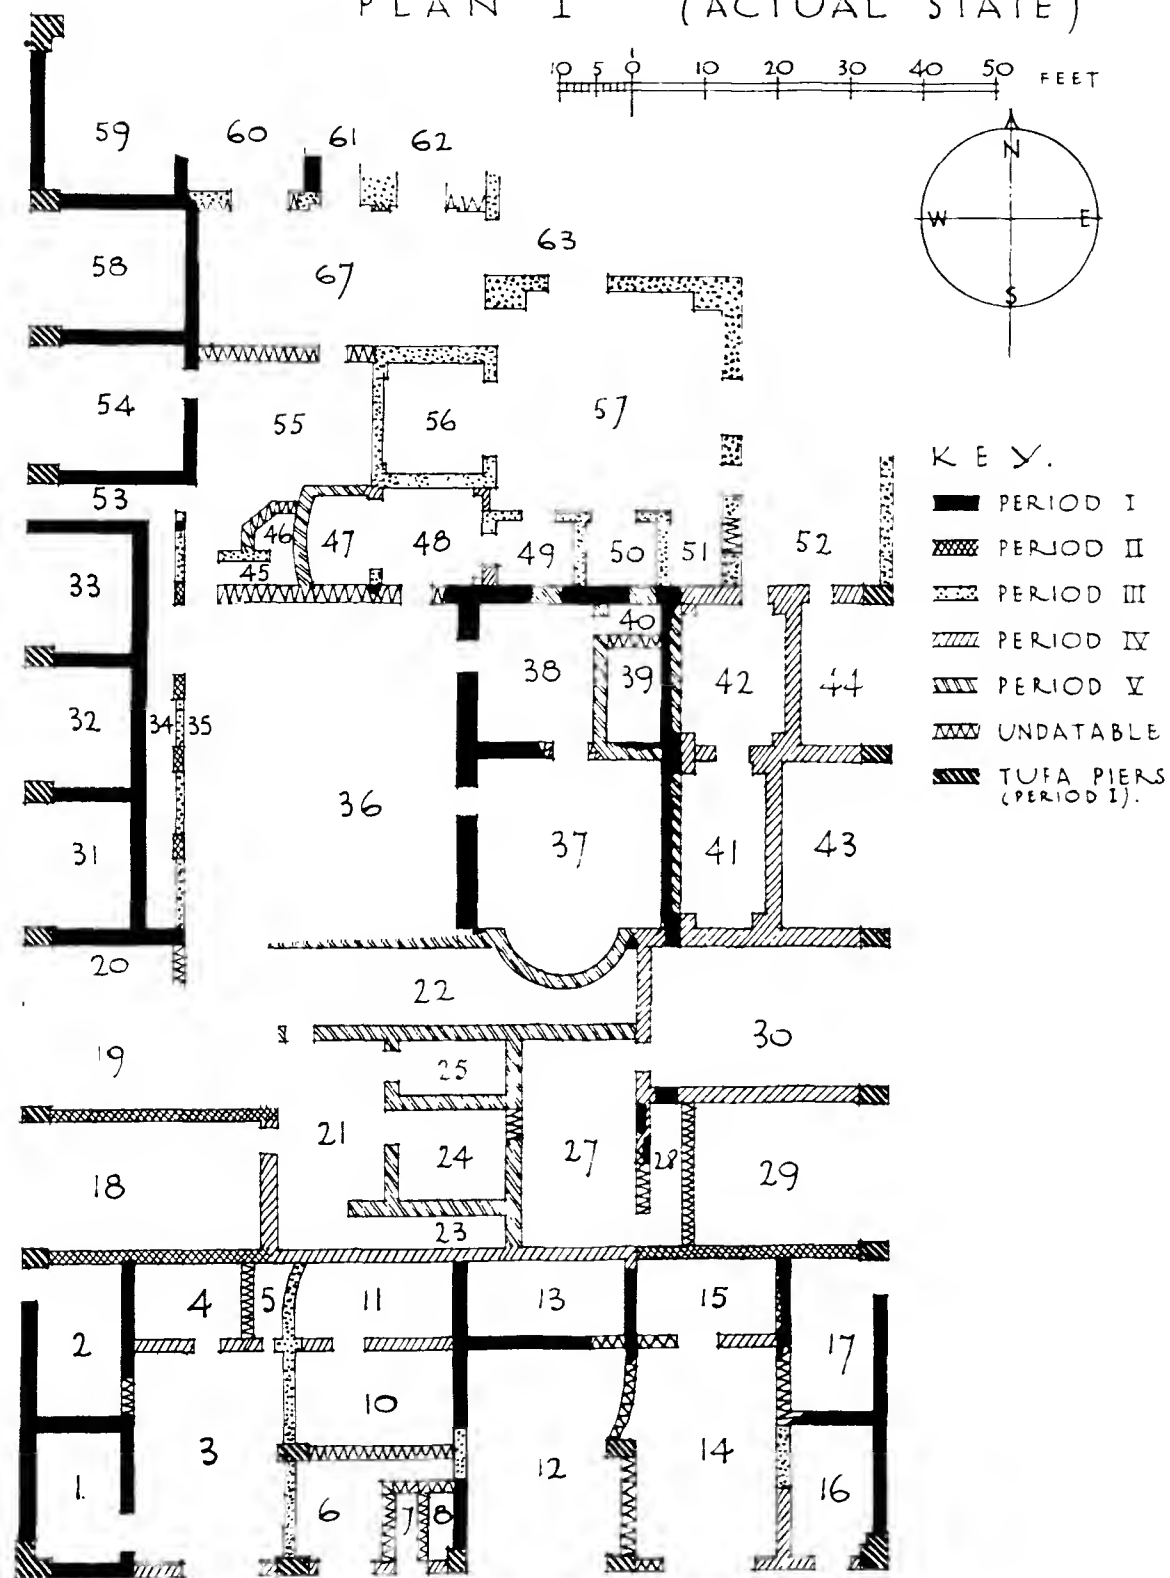 PLAN I (ACTUAL STATE)
10 5 0 10 20 30 40 50 FEET
N
W E
S
59 60 61 62
63
58 67
54 55 56 57
KEY.
PERIOD I
PERIOD II
PERIOD III
PERIOD IV
PERIOD V
UNDATABLE
TUFA PIERS
(PERIOD I).
53
46 47 48 49 50 51 52
45
33
40
38 39 42 44
32 34 35
36
31 37 41 43
20
22
19 25 30
21 24 27 28 29
18
23
4 5 11 13 15
2 17
10
3 12 14
1. 6 7 8 16